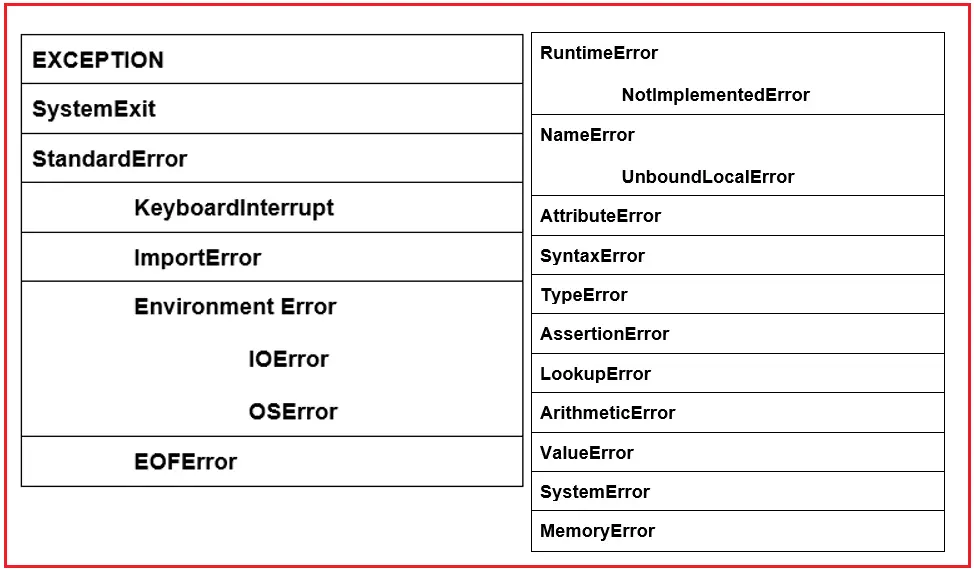 EXCEPTION
SystemExit
StandardError
KeyboardInterrupt
ImportError
Environment Error
IOError
OSError
EOFError
RuntimeError
NotImplementedError
NameError
UnboundLocalError
AttributeError
SyntaxError
TypeError
AssertionError
LookupError
ArithmeticError
ValueError
SystemError
MemoryError